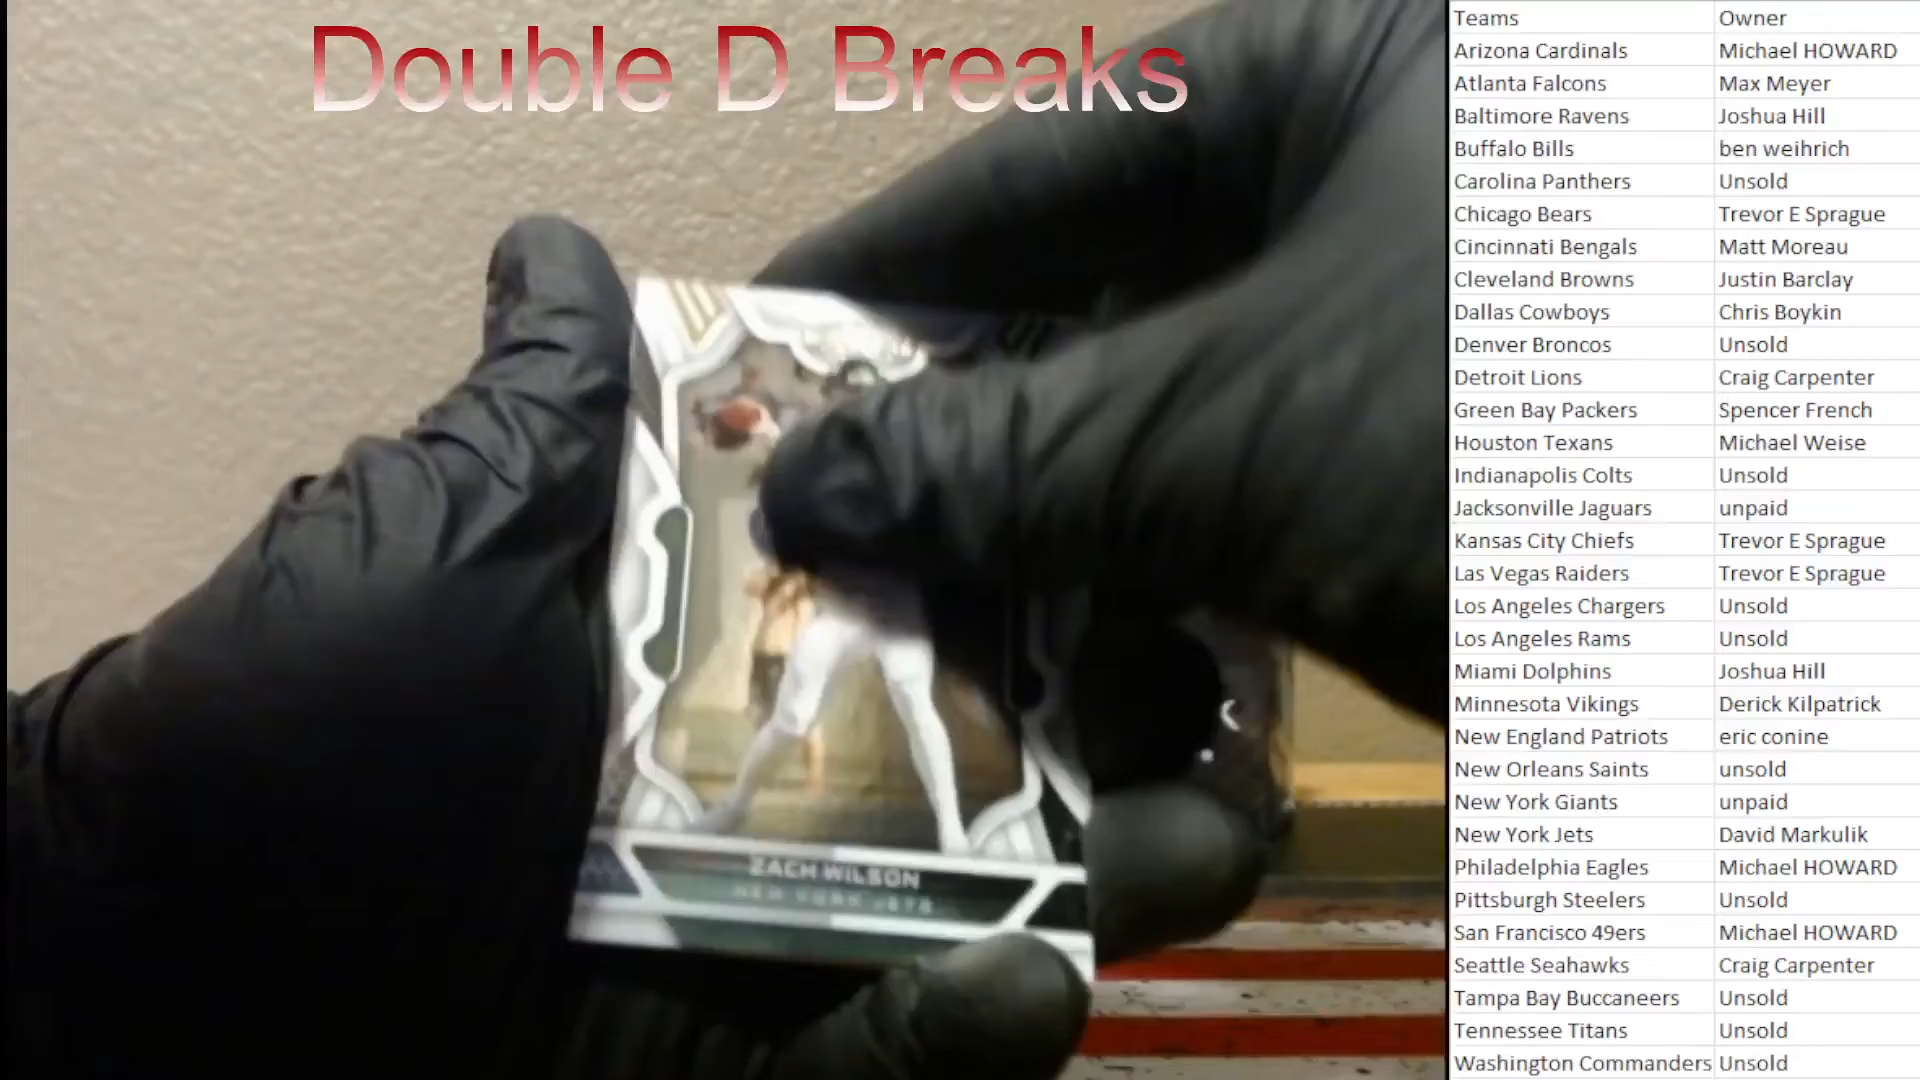 Double D Breaks
ZACH WILSON
NEW YORK JETS
Teams Owner
Arizona Cardinals Michael HOWARD
Atlanta Falcons Max Meyer
Baltimore Ravens Joshua Hill
Buffalo Bills ben weihrich
Carolina Panthers Unsold
Chicago Bears Trevor E Sprague
Cincinnati Bengals Matt Moreau
Cleveland Browns Justin Barclay
Dallas Cowboys Chris Boykin
Denver Broncos Unsold
Detroit Lions Craig Carpenter
Green Bay Packers Spencer French
Houston Texans Michael Weise
Indianapolis Colts Unsold
Jacksonville Jaguars unpaid
Kansas City Chiefs Trevor E Sprague
Las Vegas Raiders Trevor E Sprague
Los Angeles Chargers Unsold
Los Angeles Rams Unsold
Miami Dolphins Joshua Hill
Minnesota Vikings Derick Kilpatrick
New England Patriots eric conine
New Orleans Saints unsold
New York Giants unpaid
New York Jets David Markulik
Philadelphia Eagles Michael HOWARD
Pittsburgh Steelers Unsold
San Francisco 49ers Michael HOWARD
Seattle Seahawks Craig Carpenter
Tampa Bay Buccaneers Unsold
Tennessee Titans Unsold
Washington Commanders Unsold